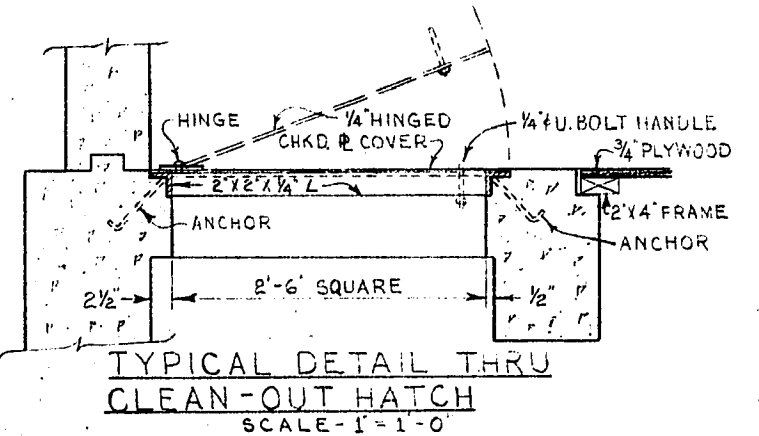 HINGE
1/4" HINGED
CHKD. PL COVER
1/4" ⌀ U. BOLT HANDLE
3/4" PLYWOOD
2"X2"X1/4" L
2"X4" FRAME
ANCHOR
ANCHOR
2 1/2"
2'-6" SQUARE
1/2"
TYPICAL DETAIL THRU
CLEAN-OUT HATCH
SCALE-1"=1'-0"